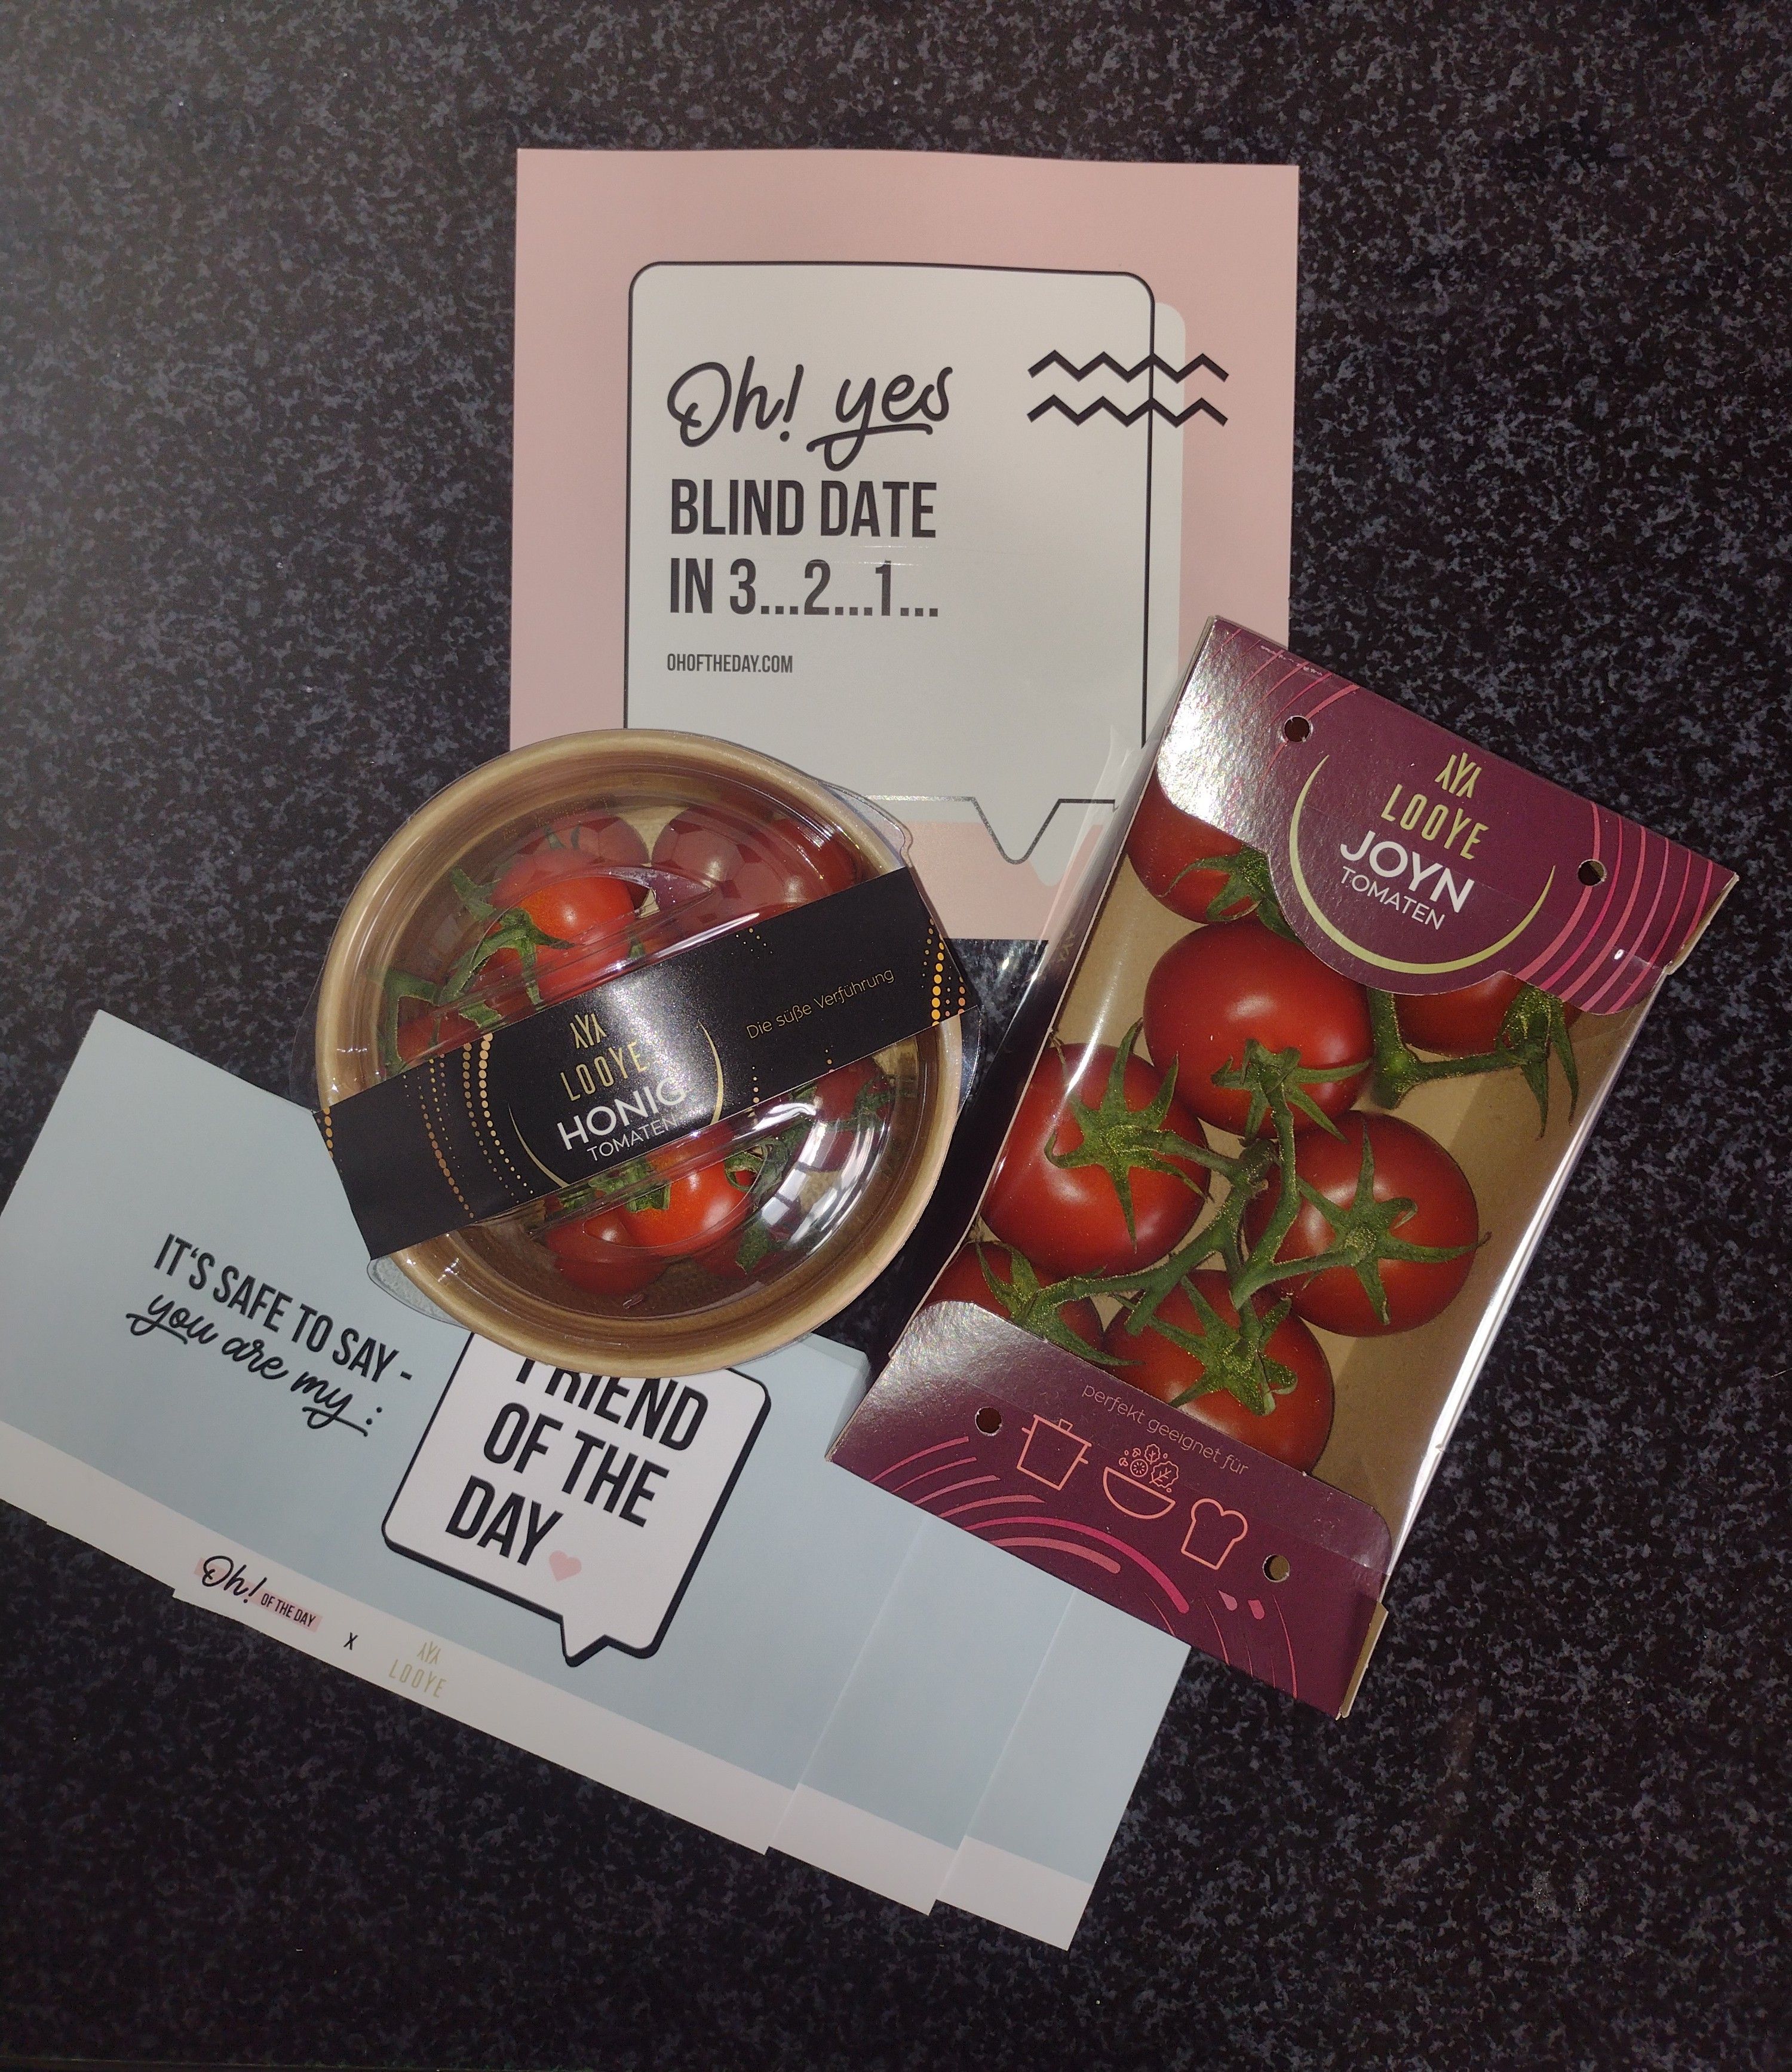 Oh! yes
BLIND DATE
IN 3...2...1...
OHOFTHEDAY.COM
LOOYE
JOYN
TOMATEN
perfekt geeignet für
LOOYE
HONIG
TOMATEN
Die süße Verführung
IT'S SAFE TO SAY -
you are my :
FRIEND
OF THE
DAY
Oh! OF THE DAY
X
LOOYE